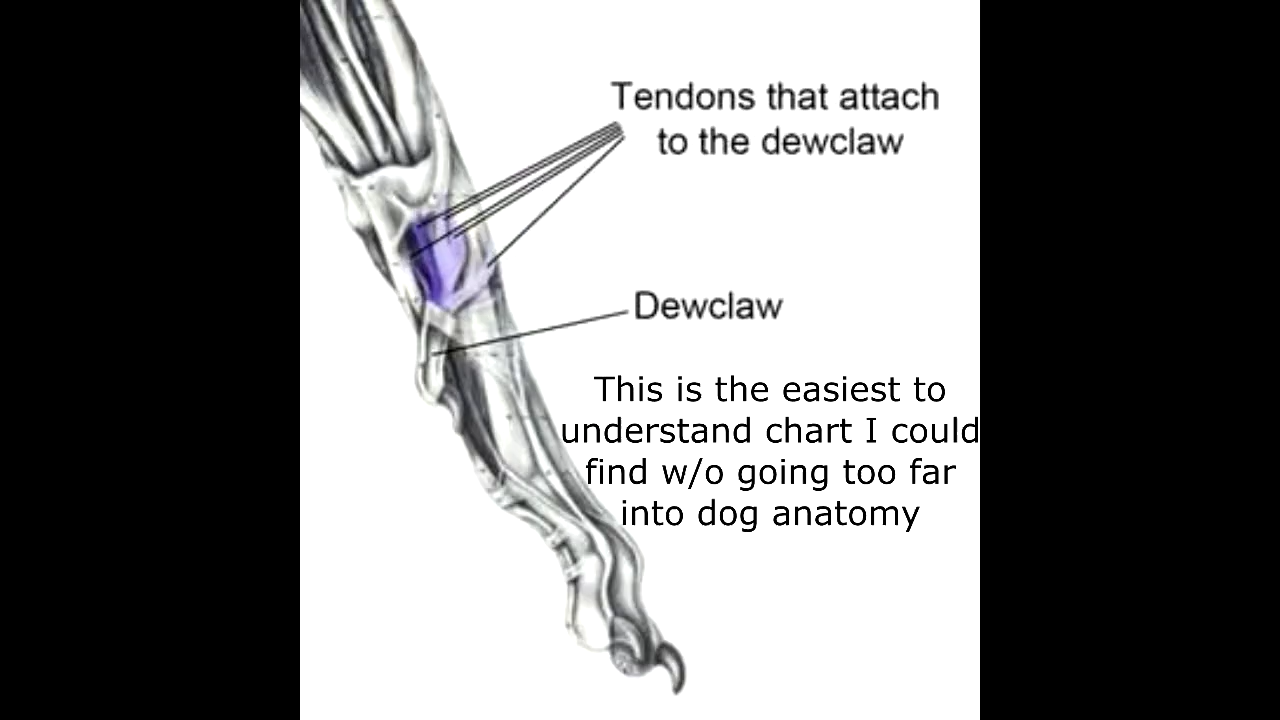 Tendons that attach
to the dewclaw
Dewclaw
This is the easiest to
understand chart I could
find w/o going too far
into dog anatomy